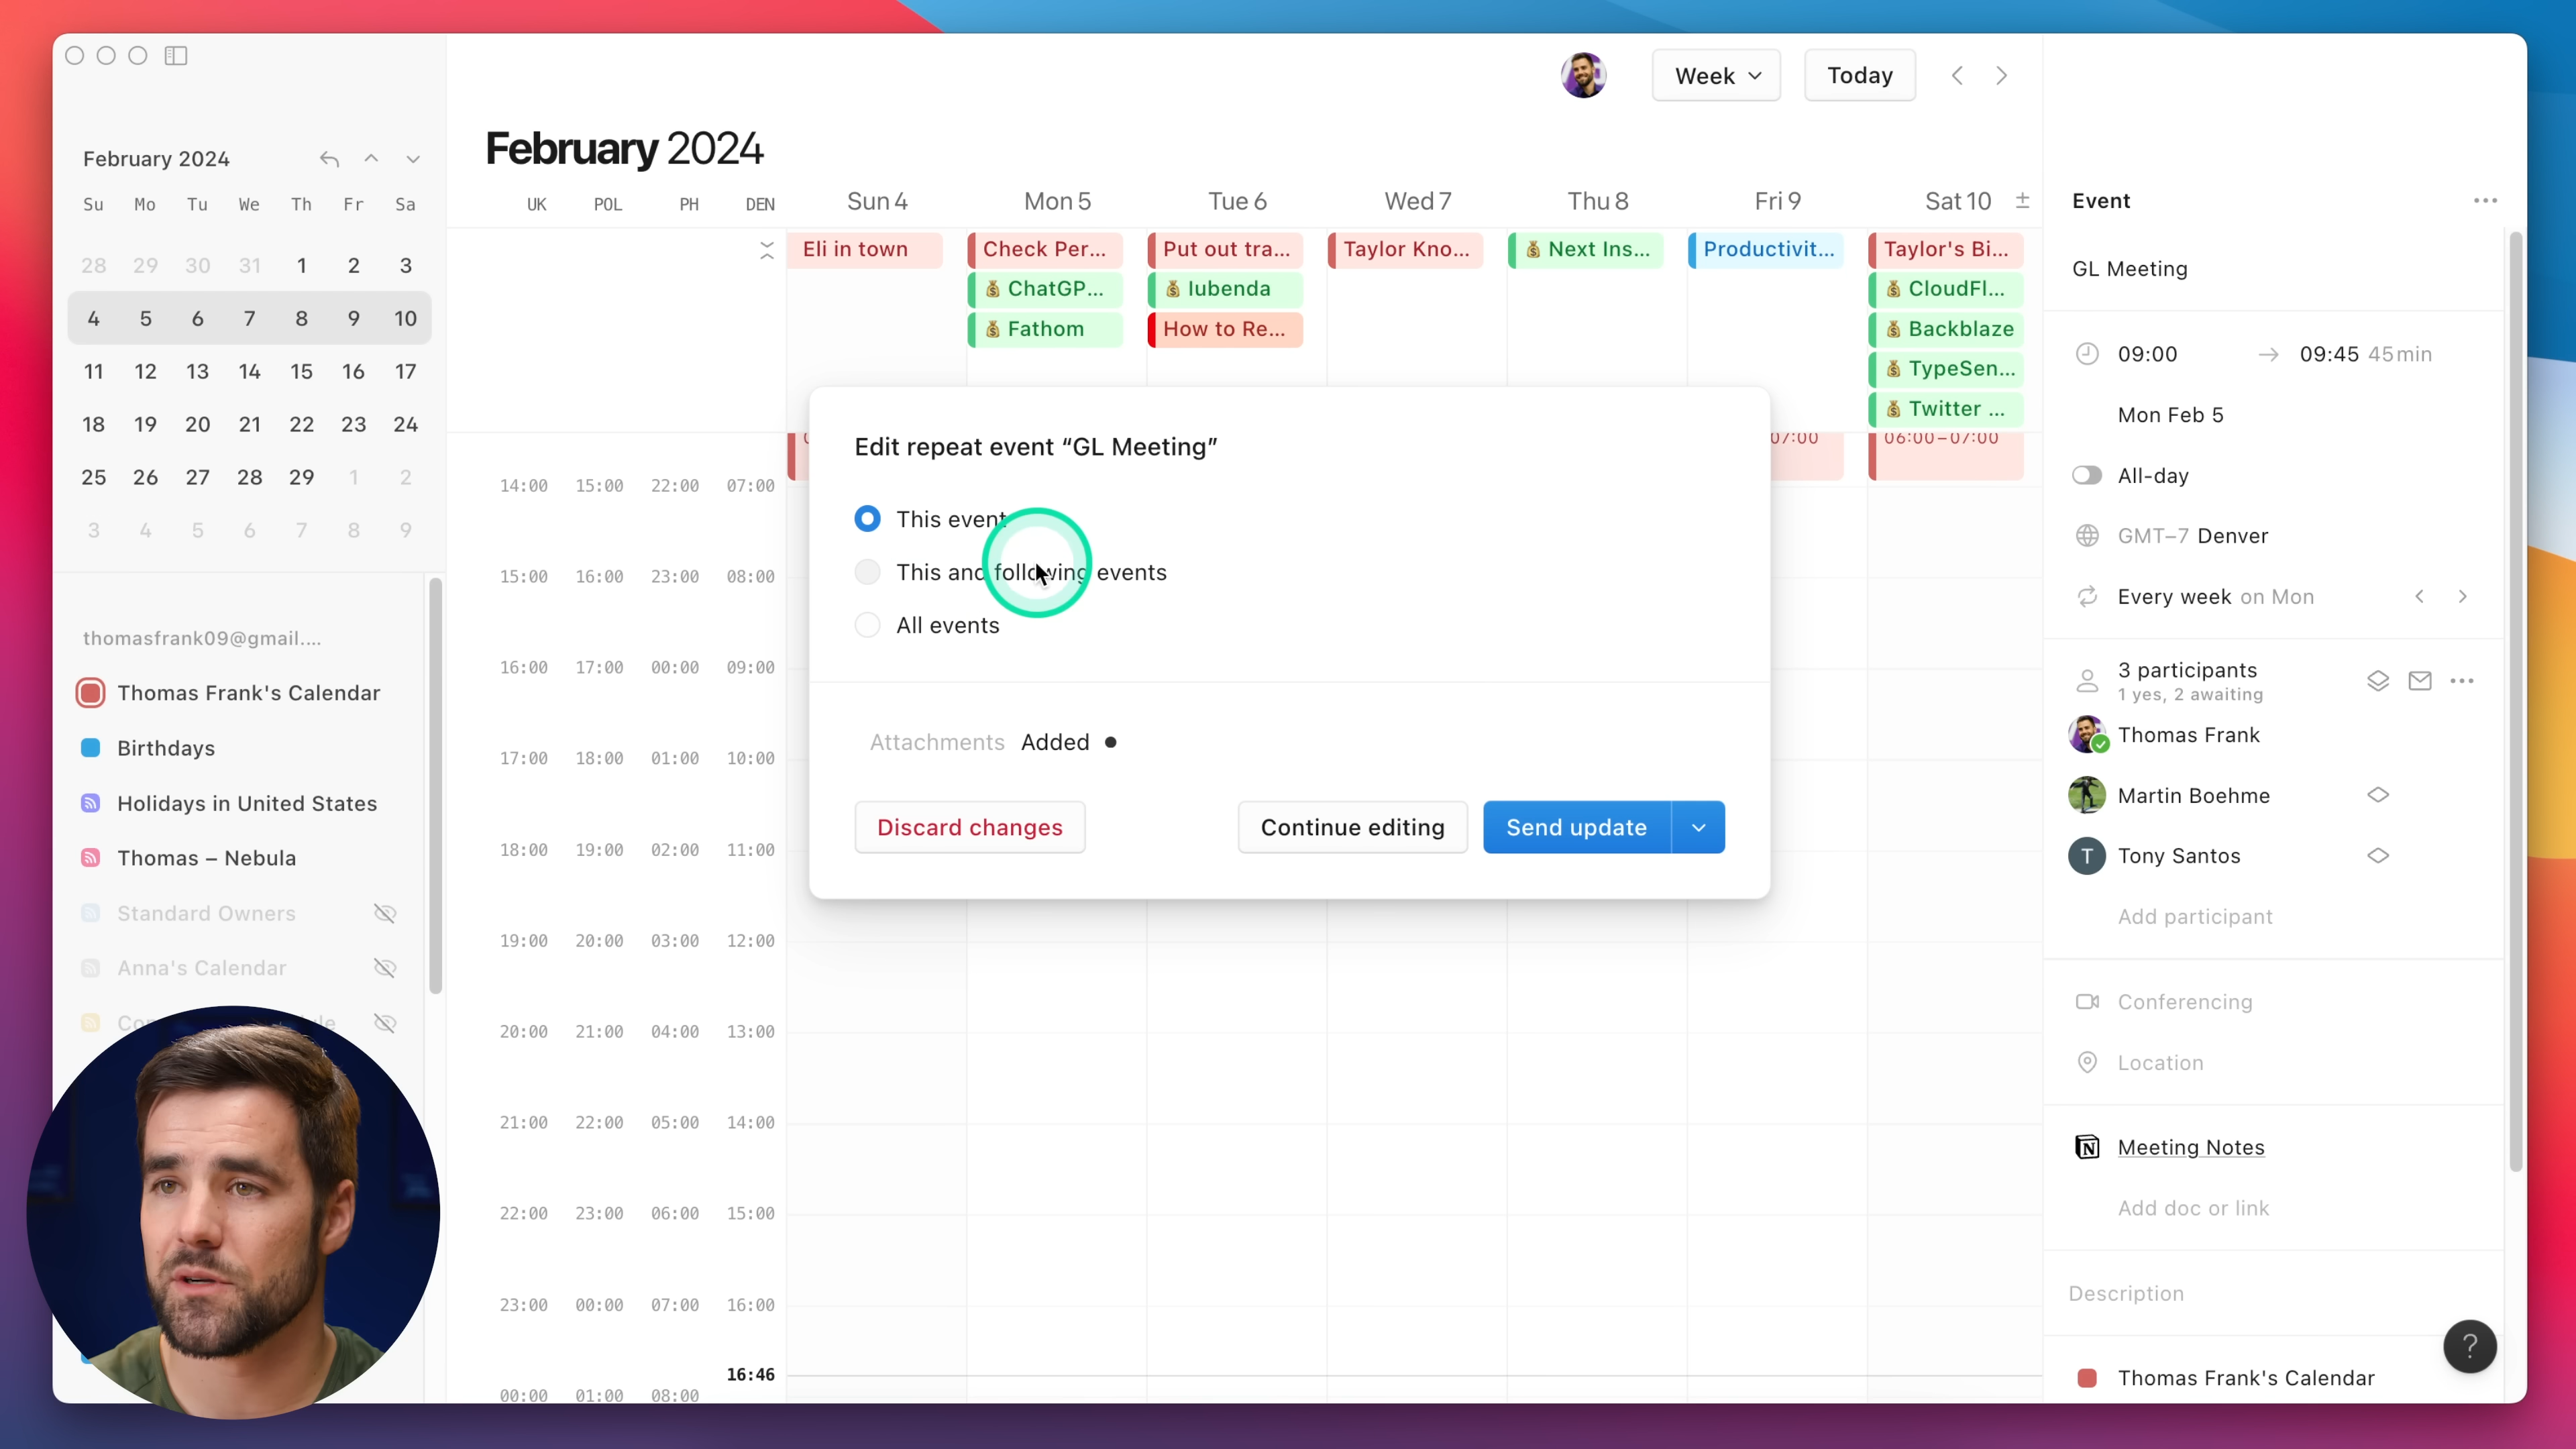 Week
Today
February 2024
February 2024
Su Mo Tu We Th Fr Sa
28 29 30 31 1 2 3
4 5 6 7 8 9 10
11 12 13 14 15 16 17
18 19 20 21 22 23 24
25 26 27 28 29 1 2
3 4 5 6 7 8 9
thomasfrank09@gmail....
Thomas Frank's Calendar
Birthdays
Holidays in United States
Thomas – Nebula
Standard Owners
Anna's Calendar
UK POL PH DEN Sun 4 Mon 5 Tue 6 Wed 7 Thu 8 Fri 9 Sat 10
Eli in town Check Per... Put out tra... Taylor Kno... 💰 Next Ins... Productivit... Taylor's Bi...
💰 ChatGP... 💰 Iubenda 💰 CloudFl...
💰 Fathom How to Re... 💰 Backblaze
💰 TypeSen...
💰 Twitter ...
07:00 06:00–07:00
14:00 15:00 22:00 07:00
15:00 16:00 23:00 08:00
16:00 17:00 00:00 09:00
17:00 18:00 01:00 10:00
18:00 19:00 02:00 11:00
19:00 20:00 03:00 12:00
20:00 21:00 04:00 13:00
21:00 22:00 05:00 14:00
22:00 23:00 06:00 15:00
23:00 00:00 07:00 16:00
16:46
00:00 01:00 08:00
Edit repeat event “GL Meeting”
This event
This and following events
All events
Attachments Added
Discard changes
Continue editing
Send update
Event
GL Meeting
09:00 → 09:45 45min
Mon Feb 5
All-day
GMT–7 Denver
Every week on Mon
3 participants
1 yes, 2 awaiting
Thomas Frank
Martin Boehme
T Tony Santos
Add participant
Conferencing
Location
Meeting Notes
Add doc or link
Description
?
Thomas Frank's Calendar